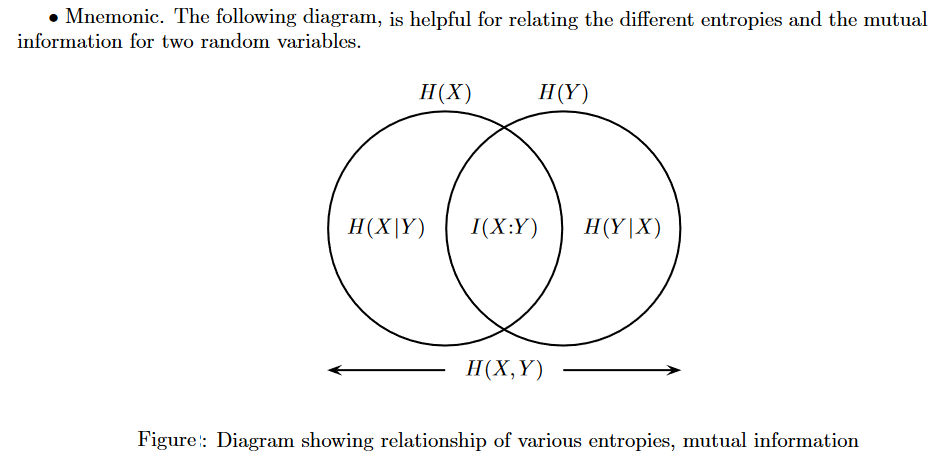 • Mnemonic. The following diagram, is helpful for relating the different entropies and the mutual
information for two random variables.
H(X) H(Y)
H(X|Y) I(X:Y) H(Y|X)
H(X,Y)
Figure: Diagram showing relationship of various entropies, mutual information